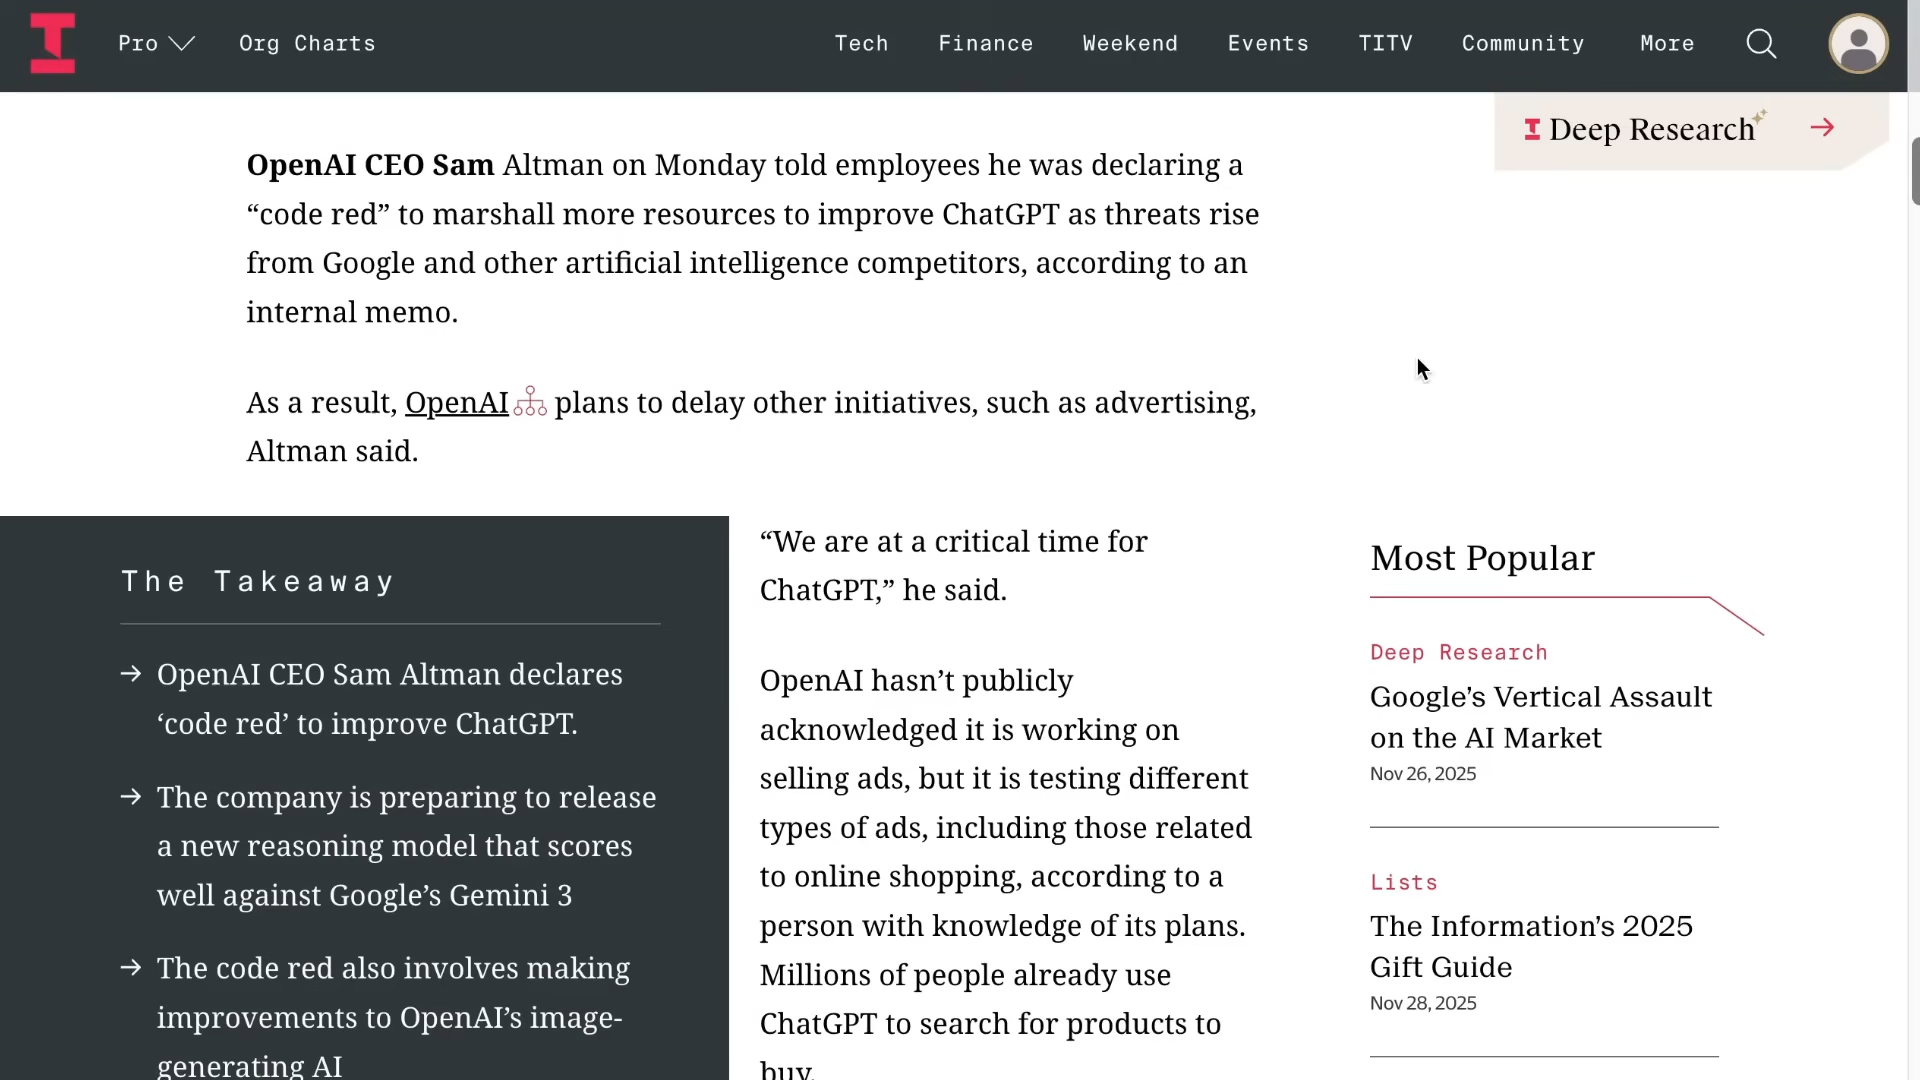 Pro
Org Charts
Tech
Finance
Weekend
Events
TITV
Community
More
Deep Research
OpenAI CEO Sam Altman on Monday told employees he was declaring a
“code red” to marshall more resources to improve ChatGPT as threats rise
from Google and other artificial intelligence competitors, according to an
internal memo.
As a result, OpenAI plans to delay other initiatives, such as advertising,
Altman said.
The Takeaway
→ OpenAI CEO Sam Altman declares
‘code red’ to improve ChatGPT.
→ The company is preparing to release
a new reasoning model that scores
well against Google’s Gemini 3
→ The code red also involves making
improvements to OpenAI’s image-
generating AI
“We are at a critical time for
ChatGPT,” he said.
OpenAI hasn’t publicly
acknowledged it is working on
selling ads, but it is testing different
types of ads, including those related
to online shopping, according to a
person with knowledge of its plans.
Millions of people already use
ChatGPT to search for products to
buy.
Most Popular
Deep Research
Google’s Vertical Assault
on the AI Market
Nov 26, 2025
Lists
The Information’s 2025
Gift Guide
Nov 28, 2025